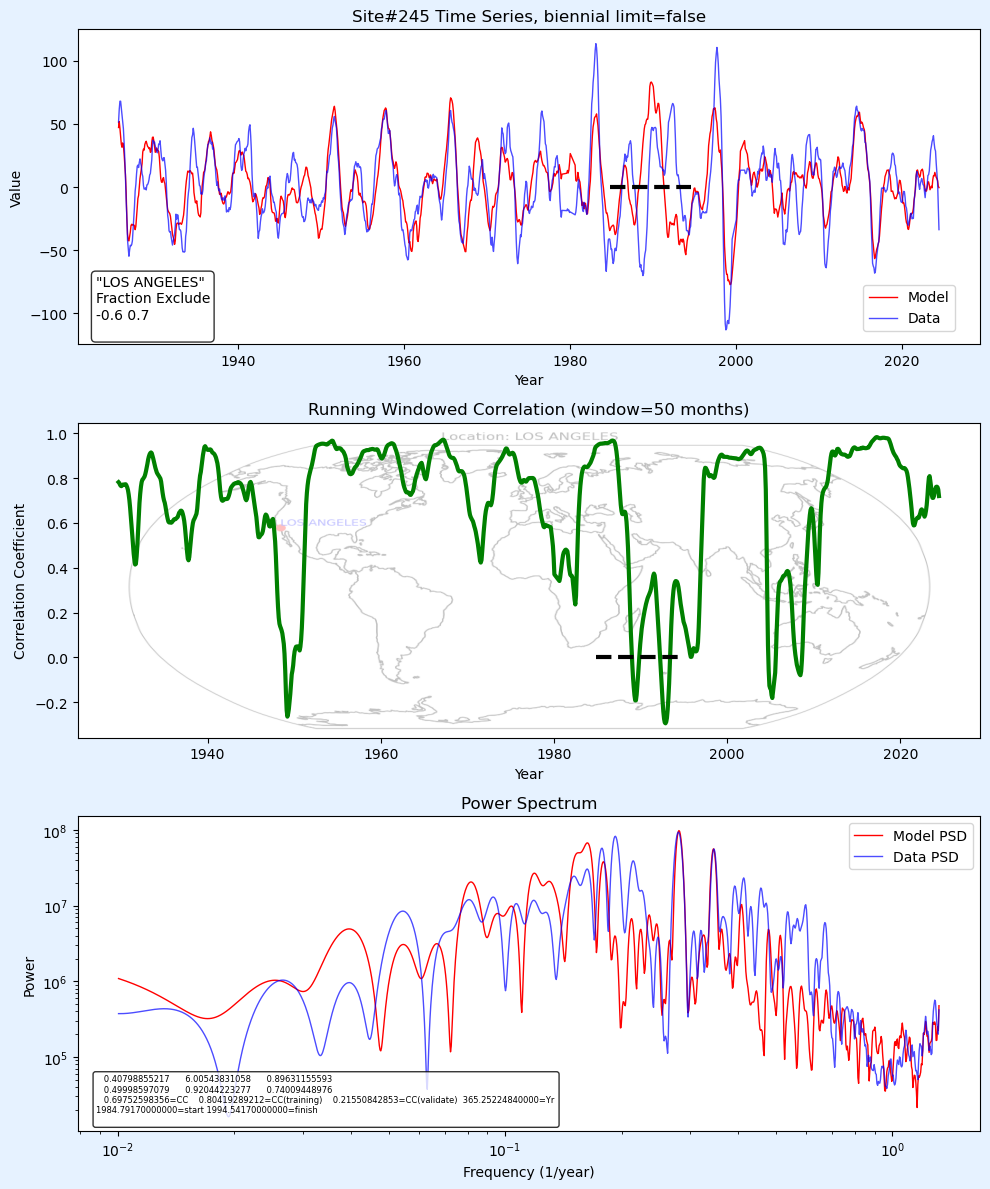 Site#245 Time Series, biennial limit=false
Value
100
50
0
−50
−100
"LOS ANGELES"
Fraction Exclude
-0.6 0.7
Model
Data
1940 1960 1980 2000 2020
Year
Running Windowed Correlation (window=50 months)
Location: LOS ANGELES
LOS ANGELES
Correlation Coefficient
1.0
0.8
0.6
0.4
0.2
0.0
−0.2
1940 1960 1980 2000 2020
Year
Power Spectrum
Model PSD
Data PSD
Power
10^8
10^7
10^6
10^5
0.40798855217 6.00543831058 0.89631155593
0.49998597079 0.92044223277 0.74009448976
0.69752598356=CC 0.80419289212=CC(training) 0.21550842853=CC(validate) 365.25224840000=Yr
1984.79170000000=start 1994.54170000000=finish
10^−2 10^−1 10^0
Frequency (1/year)